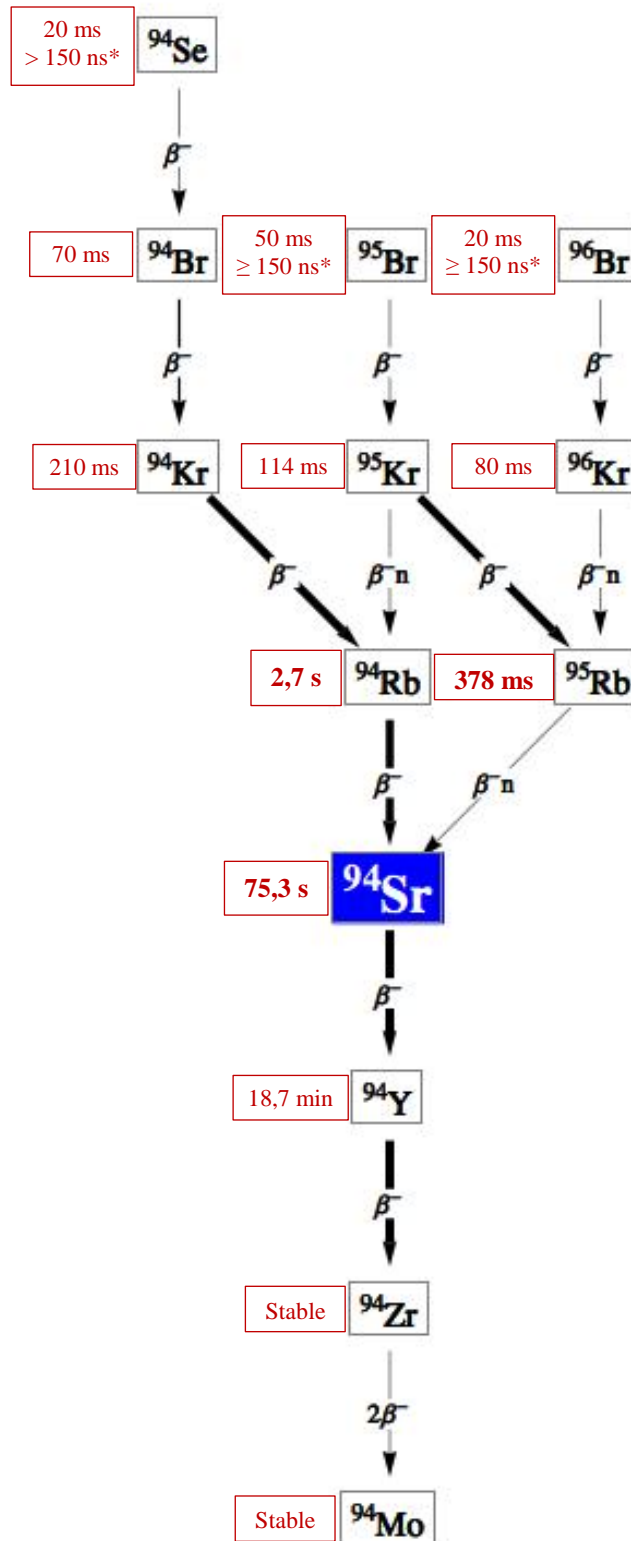 20 ms
> 150 ns*
⁹⁴Se
β⁻
70 ms
⁹⁴Br
50 ms
≥ 150 ns*
⁹⁵Br
20 ms
≥ 150 ns*
⁹⁶Br
β⁻
β⁻
β⁻
210 ms
⁹⁴Kr
114 ms
⁹⁵Kr
80 ms
⁹⁶Kr
β⁻
β⁻n
β⁻
β⁻n
2,7 s
⁹⁴Rb
378 ms
⁹⁵Rb
β⁻
β⁻n
75,3 s
⁹⁴Sr
β⁻
18,7 min
⁹⁴Y
β⁻
Stable
⁹⁴Zr
2β⁻
Stable
⁹⁴Mo